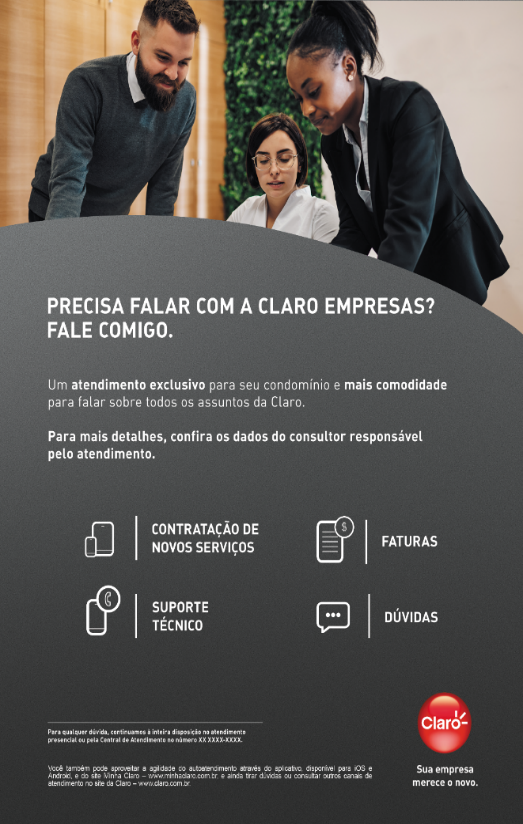 PRECISA FALAR COM A CLARO EMPRESAS?
FALE COMIGO.
Um atendimento exclusivo para seu condomínio e mais comodidade
para falar sobre todos os assuntos da Claro.
Para mais detalhes, confira os dados do consultor responsável
pelo atendimento.
CONTRATAÇÃO DE
NOVOS SERVIÇOS
$
FATURAS
SUPORTE
TÉCNICO
DÚVIDAS
Para qualquer dúvida, continuamos à inteira disposição no atendimento
presencial ou pela Central de Atendimento no número XX XXXX-XXXX.
Você também pode aproveitar a agilidade do autoatendimento através do aplicativo, disponível para iOS e
Android, e do site Minha Claro – www.minhaclaro.com.br, e ainda tirar dúvidas ou consultar outros canais de
atendimento no site da Claro – www.claro.com.br.
Claro
Sua empresa
merece o novo.